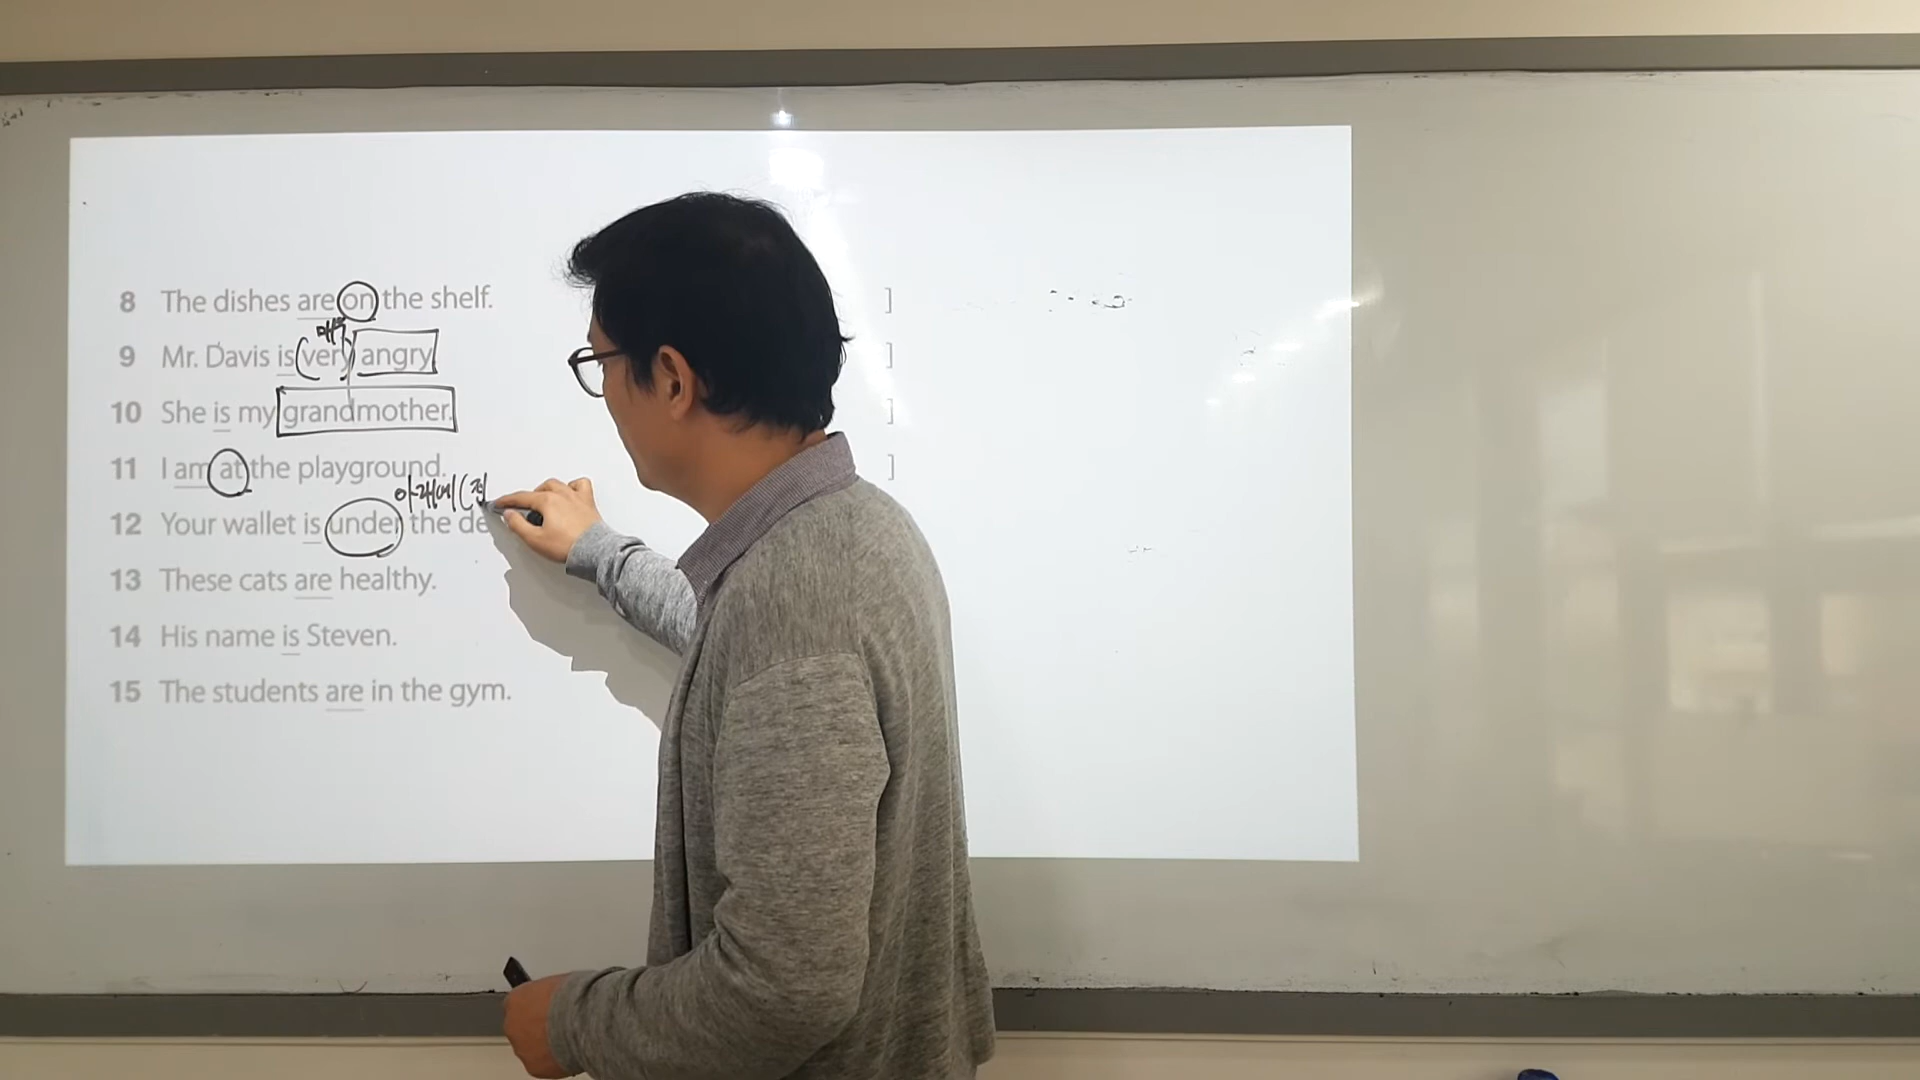 8 The dishes are on the shelf. ]
매우
9 Mr. Davis is (very) angry. ]
10 She is my grandmother. ]
11 I am at the playground. ]
아래에 (전
12 Your wallet is under the de
13 These cats are healthy.
14 His name is Steven.
15 The students are in the gym.